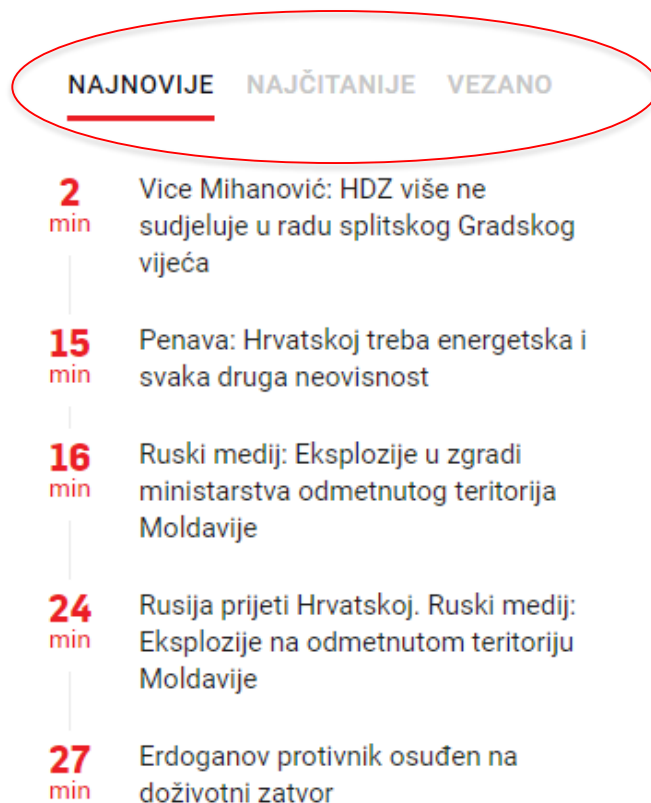 NAJNOVIJE NAJČITANIJE VEZANO
2
min
Vice Mihanović: HDZ više ne
sudjeluje u radu splitskog Gradskog
vijeća
15
min
Penava: Hrvatskoj treba energetska i
svaka druga neovisnost
16
min
Ruski medij: Eksplozije u zgradi
ministarstva odmetnutog teritorija
Moldavije
24
min
Rusija prijeti Hrvatskoj. Ruski medij:
Eksplozije na odmetnutom teritoriju
Moldavije
27
min
Erdoganov protivnik osuđen na
doživotni zatvor